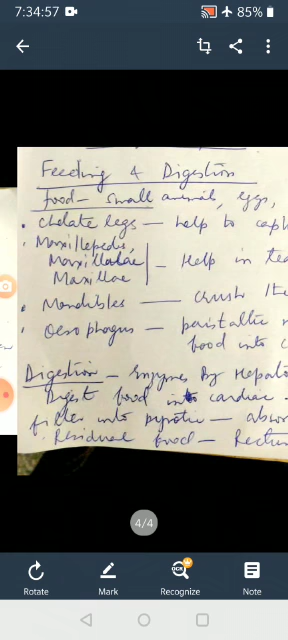 7:34:57 85%
Feeding & Digestion
food - small animal, eggs,
• Chelate legs — help to capt
• Maxillepeds,
Maxillulae — Help in tea
Maxillae
• Mandibles — crush the
• Oesophagus — peristaltic
food into c
Digestion - Enzymes By Hepato
Digest food into cardiac
filter into pyloric — absor
• Residual food — Rectu
4/4
Rotate Mark Recognize Note
OCR